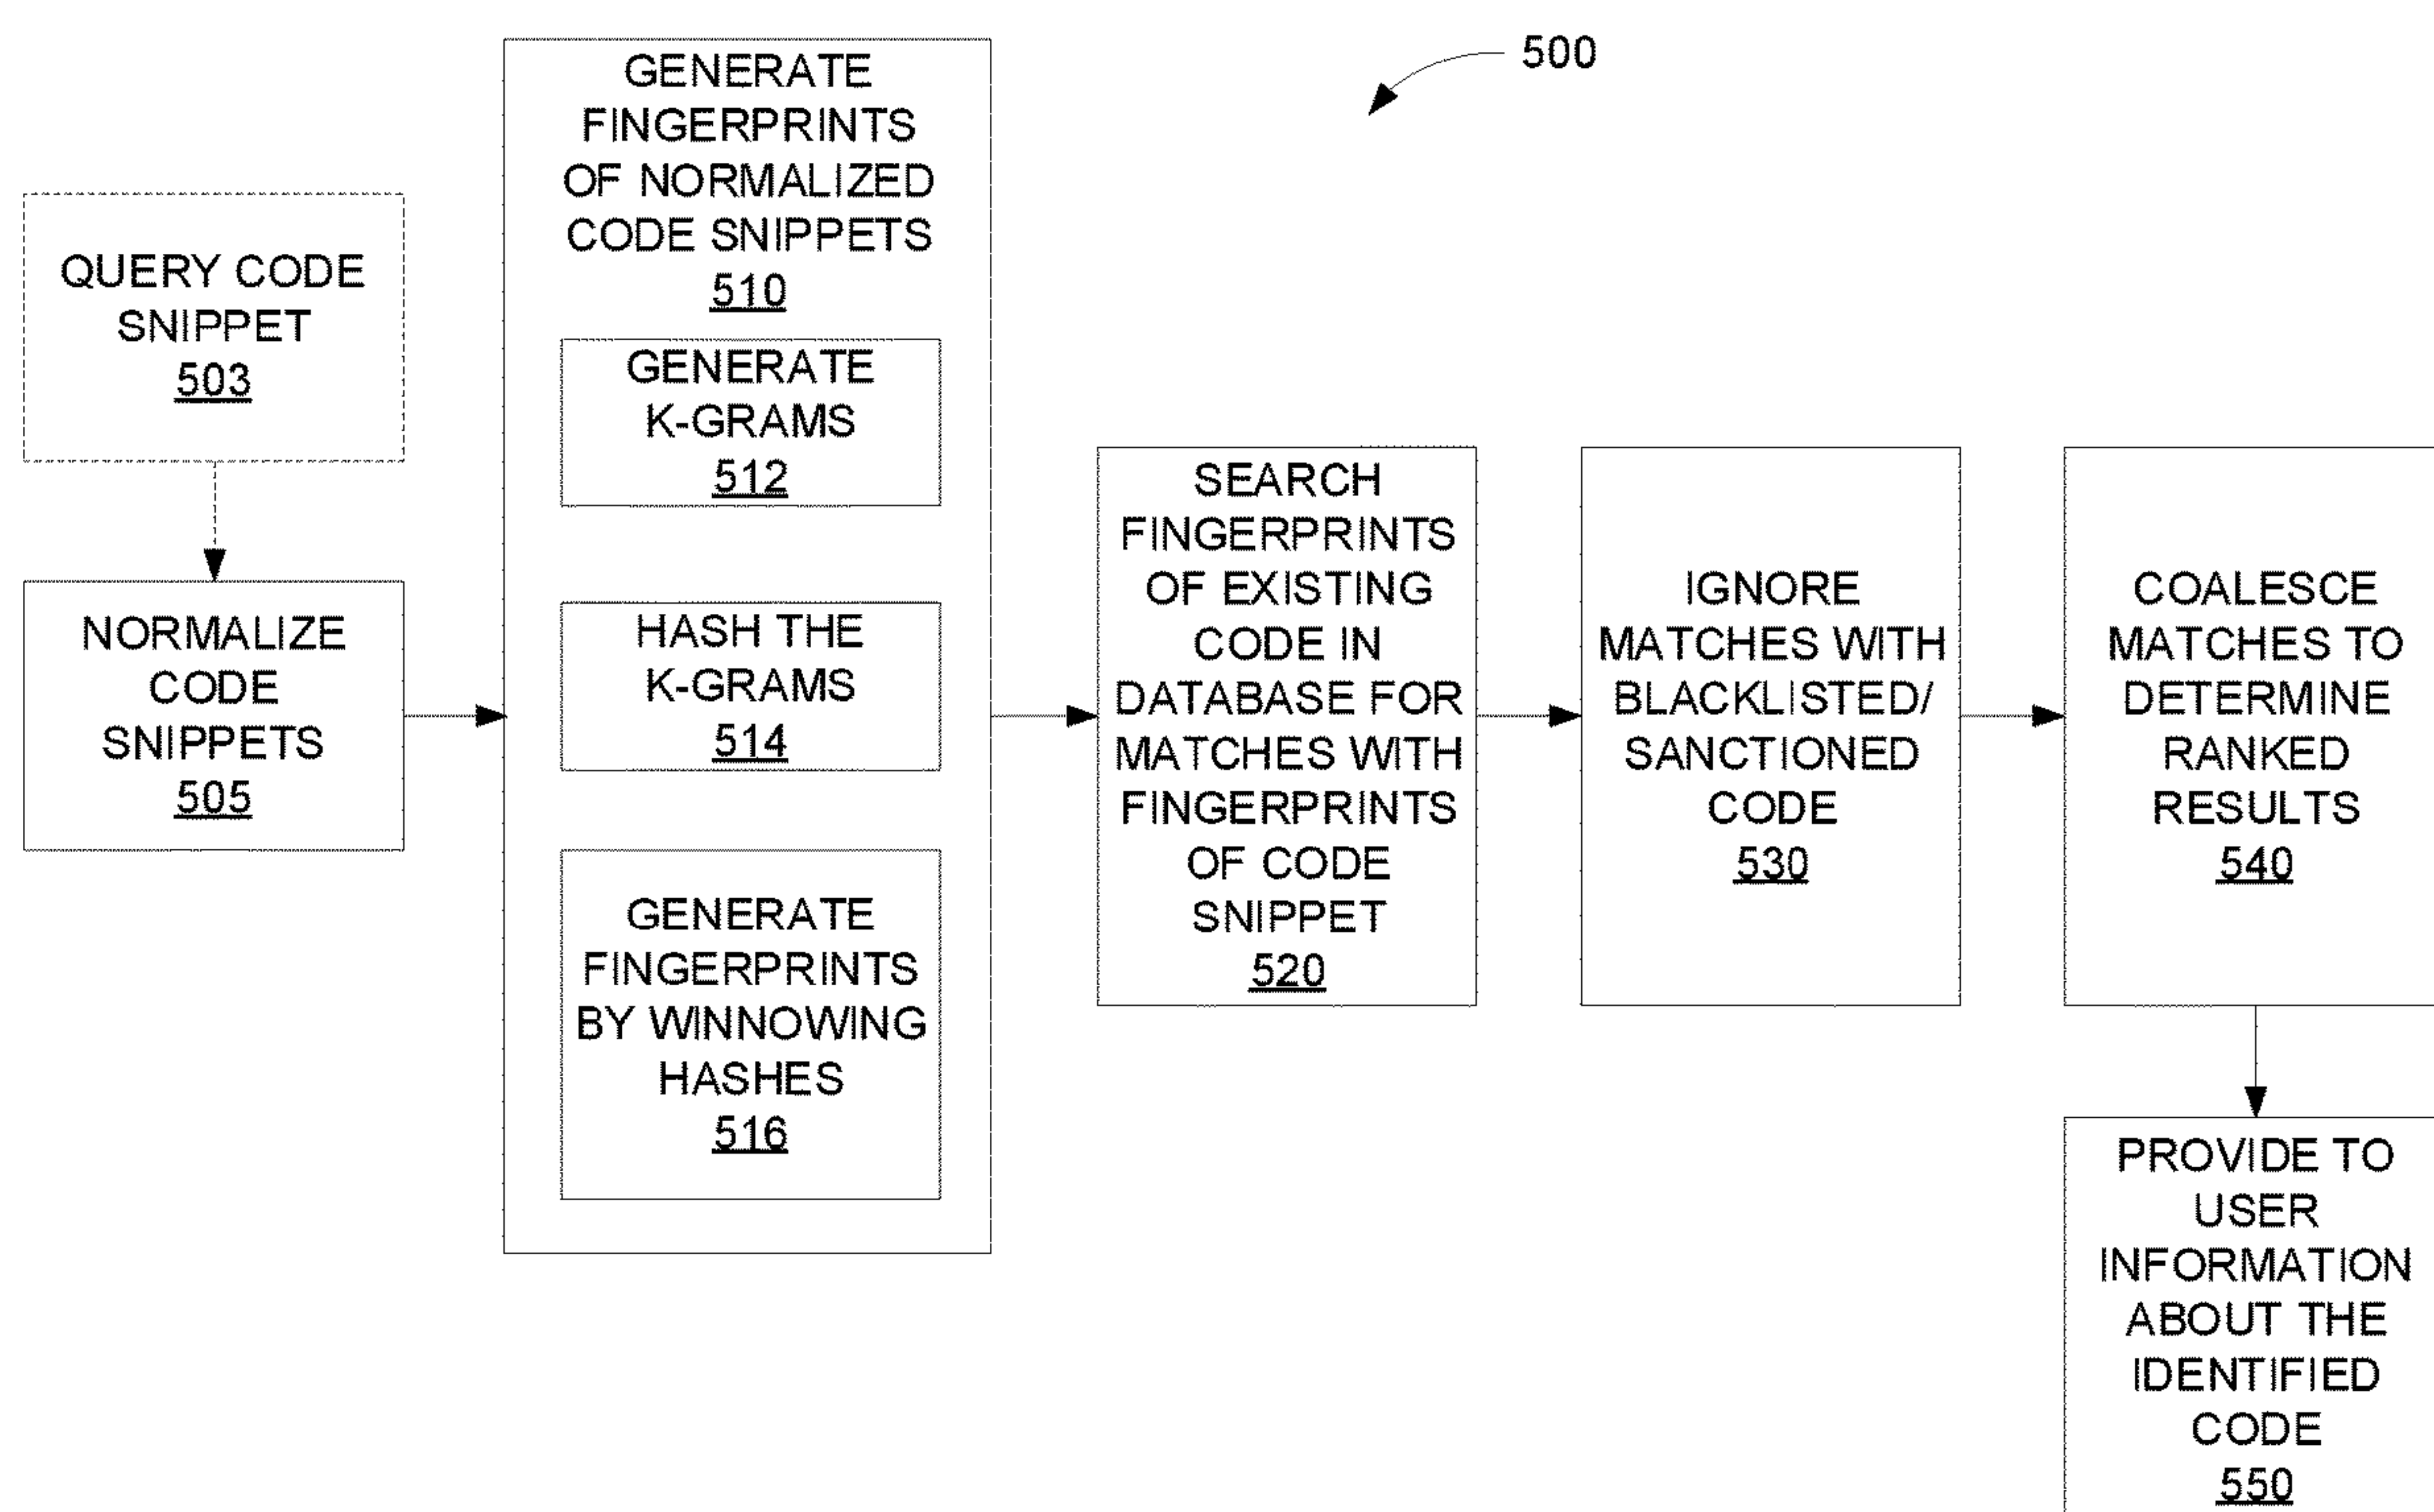 500
QUERY CODE
SNIPPET
503
NORMALIZE
CODE
SNIPPETS
505
GENERATE
FINGERPRINTS
OF NORMALIZED
CODE SNIPPETS
510
GENERATE
K-GRAMS
512
HASH THE
K-GRAMS
514
GENERATE
FINGERPRINTS
BY WINNOWING
HASHES
516
SEARCH
FINGERPRINTS
OF EXISTING
CODE IN
DATABASE FOR
MATCHES WITH
FINGERPRINTS
OF CODE
SNIPPET
520
IGNORE
MATCHES WITH
BLACKLISTED/
SANCTIONED
CODE
530
COALESCE
MATCHES TO
DETERMINE
RANKED
RESULTS
540
PROVIDE TO
USER
INFORMATION
ABOUT THE
IDENTIFIED
CODE
550